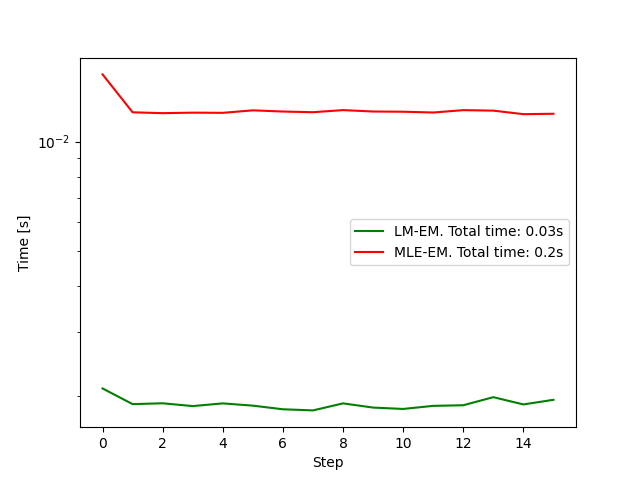 10⁻²
Time [s]
LM-EM. Total time: 0.03s
MLE-EM. Total time: 0.2s
0 2 4 6 8 10 12 14
Step